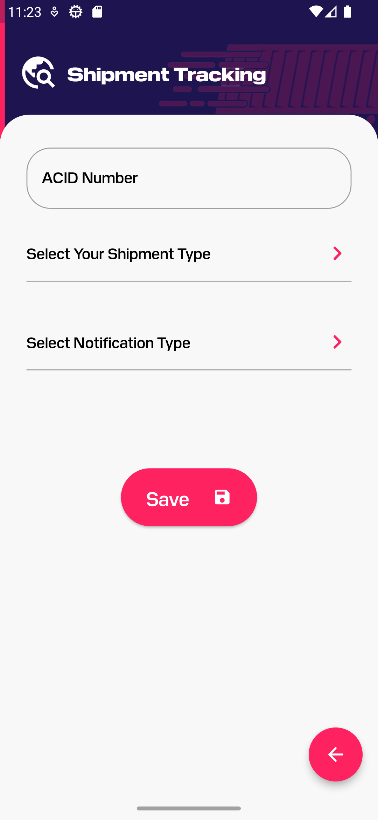 11:23
Shipment Tracking
ACID Number
Select Your Shipment Type
Select Notification Type
Save